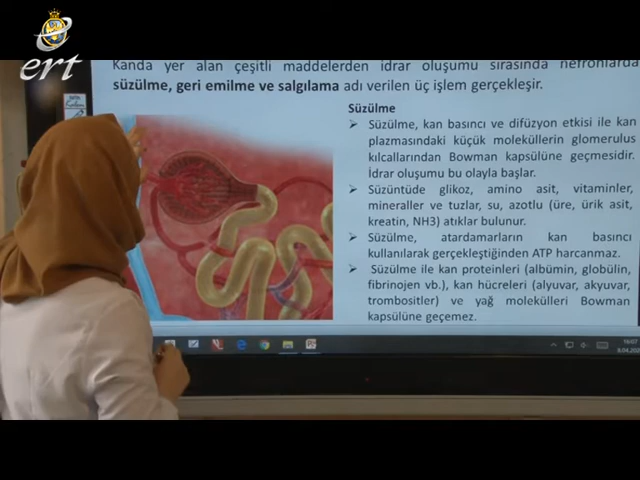 ert
Kanda yer alan çeşitli maddelerden idrar oluşumu sırasında nefronlarda
süzülme, geri emilme ve salgılama adı verilen üç işlem gerçekleşir.
Süzülme
Süzülme, kan basıncı ve difüzyon etkisi ile kan
plazmasındaki küçük moleküllerin glomerulus
kılcallarından Bowman kapsülüne geçmesidir.
İdrar oluşumu bu olayla başlar.
Süzüntüde glikoz, amino asit, vitaminler,
mineraller ve tuzlar, su, azotlu (üre, ürik asit,
kreatin, NH3) atıklar bulunur.
Süzülme, atardamarların kan basıncı
kullanılarak gerçekleştiğinden ATP harcanmaz.
Süzülme ile kan proteinleri (albümin, globülin,
fibrinojen vb.), kan hücreleri (alyuvar, akyuvar,
trombositler) ve yağ molekülleri Bowman
kapsülüne geçemez.